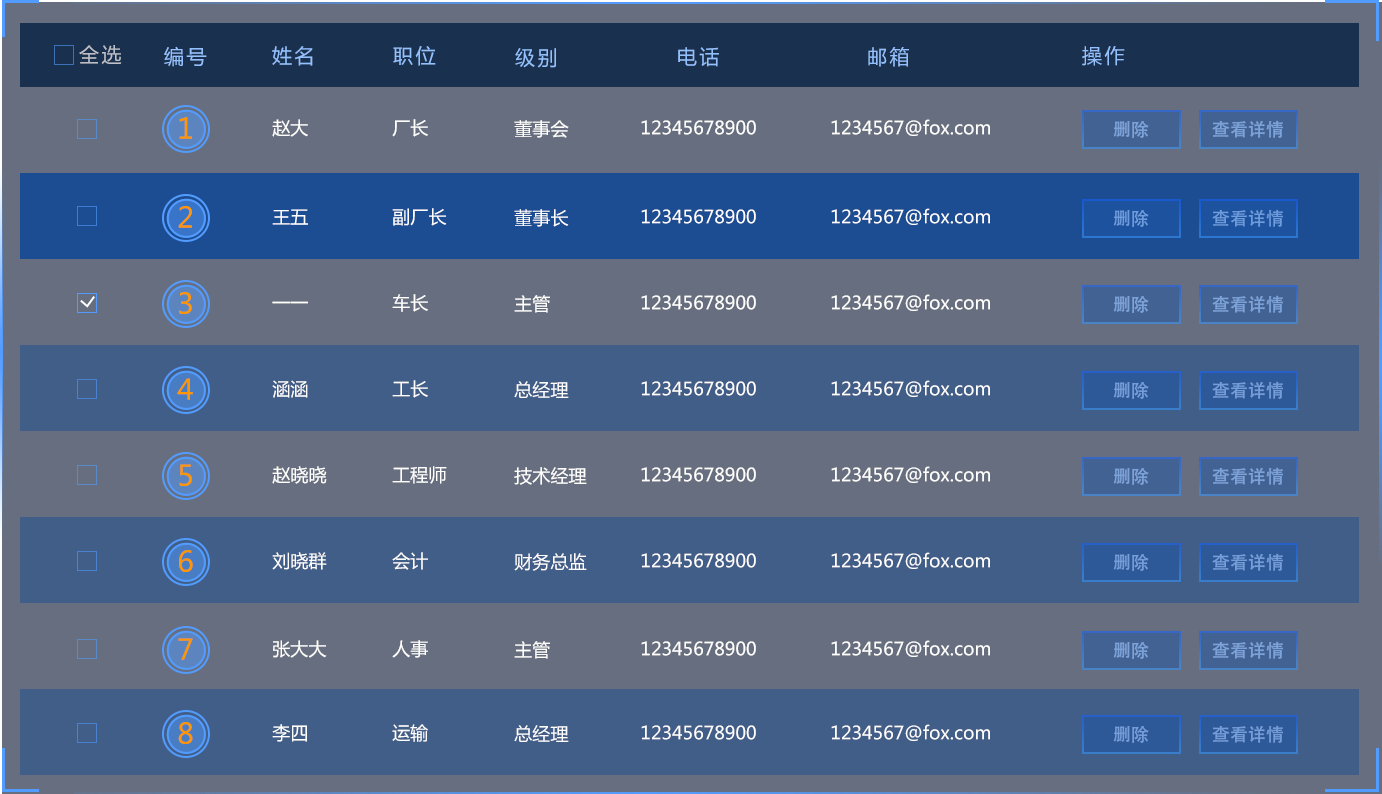 全选 编号 姓名 职位 级别 电话 邮箱 操作
1 赵大 厂长 董事会 12345678900 1234567@fox.com 删除 查看详情
2 王五 副厂长 董事长 12345678900 1234567@fox.com 删除 查看详情
3 一一 车长 主管 12345678900 1234567@fox.com 删除 查看详情
4 涵涵 工长 总经理 12345678900 1234567@fox.com 删除 查看详情
5 赵晓晓 工程师 技术经理 12345678900 1234567@fox.com 删除 查看详情
6 刘晓群 会计 财务总监 12345678900 1234567@fox.com 删除 查看详情
7 张大大 人事 主管 12345678900 1234567@fox.com 删除 查看详情
8 李四 运输 总经理 12345678900 1234567@fox.com 删除 查看详情